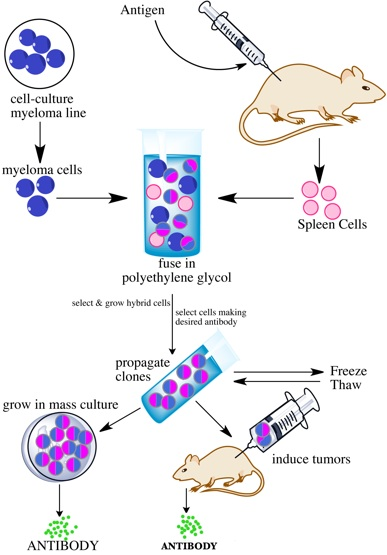 Antigen
cell-culture
myeloma line
myeloma cells
Spleen Cells
fuse in
polyethylene glycol
select & grow hybrid cells
select cells making
desired antibody
propagate
clones
Freeze
Thaw
grow in mass culture
induce tumors
ANTIBODY
ANTIBODY